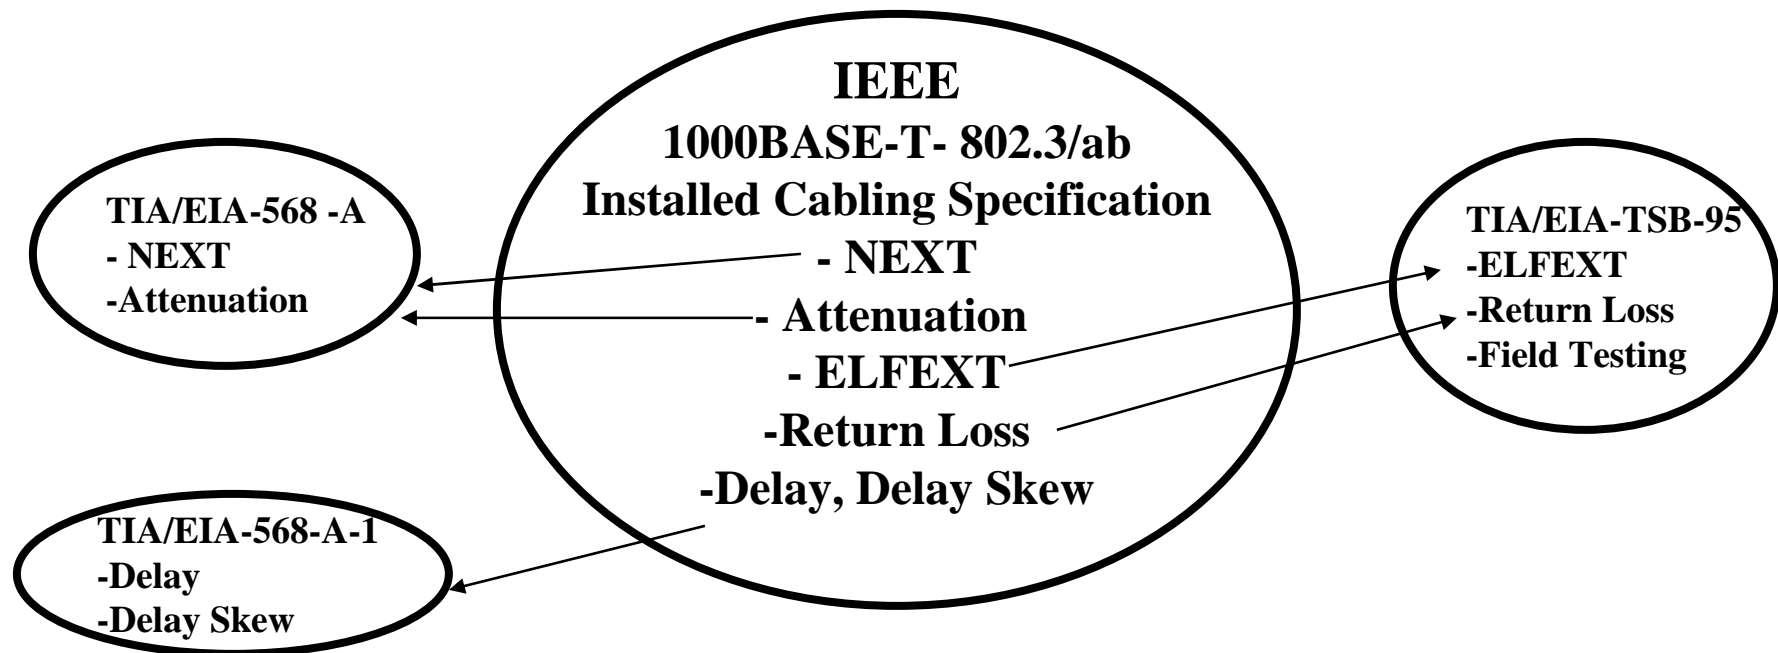 IEEE
1000BASE-T- 802.3/ab
Installed Cabling Specification
- NEXT
- Attenuation
- ELFEXT
-Return Loss
-Delay, Delay Skew
TIA/EIA-568 -A
- NEXT
-Attenuation
TIA/EIA-568-A-1
-Delay
-Delay Skew
TIA/EIA-TSB-95
-ELFEXT
-Return Loss
-Field Testing